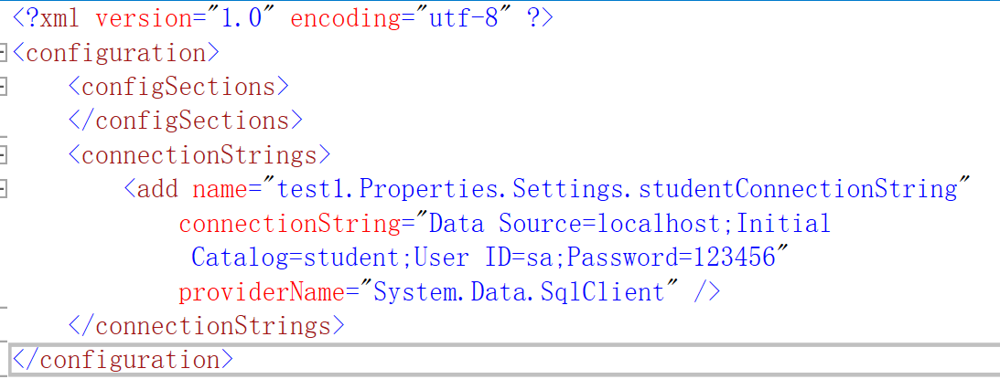 <?xml version="1.0" encoding="utf-8" ?>
<configuration>
<configSections>
</configSections>
<connectionStrings>
<add name="test1.Properties.Settings.studentConnectionString"
connectionString="Data Source=localhost;Initial
Catalog=student;User ID=sa;Password=123456"
providerName="System.Data.SqlClient" />
</connectionStrings>
</configuration>